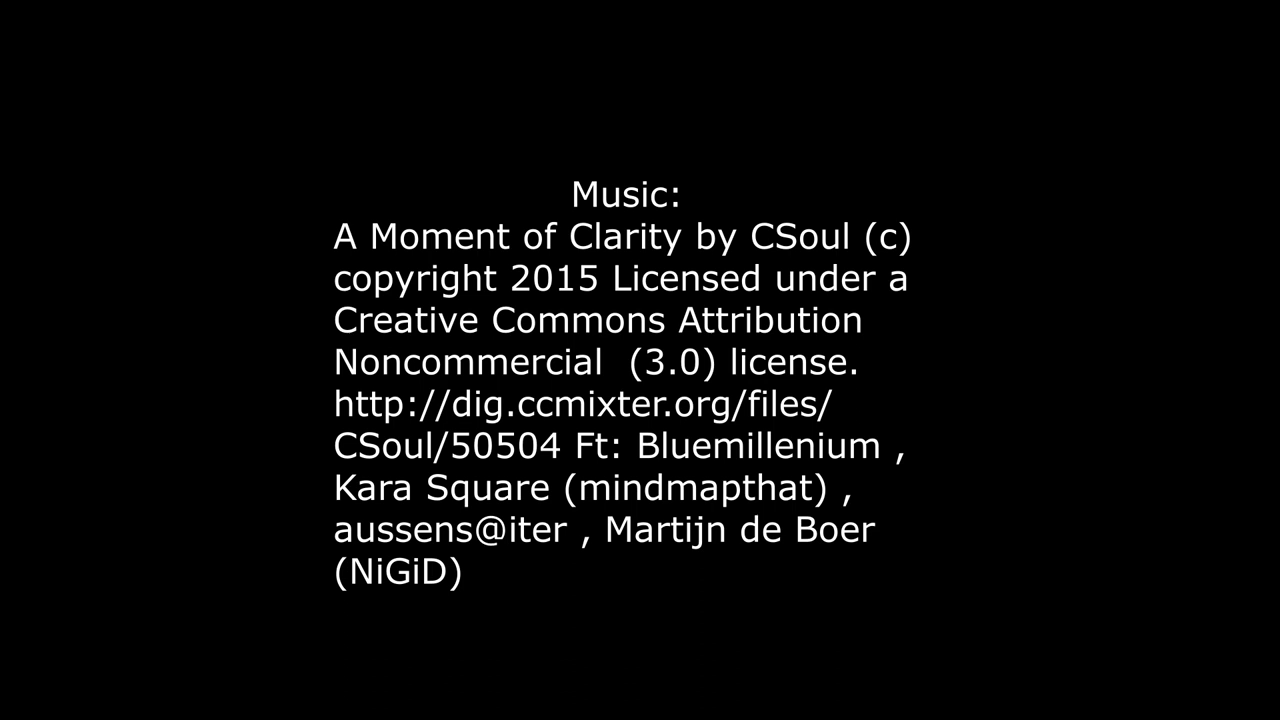 Music:
A Moment of Clarity by CSoul (c)
copyright 2015 Licensed under a
Creative Commons Attribution
Noncommercial  (3.0) license.
http://dig.ccmixter.org/files/
CSoul/50504 Ft: Bluemillenium ,
Kara Square (mindmapthat) ,
aussens@iter , Martijn de Boer
(NiGiD)